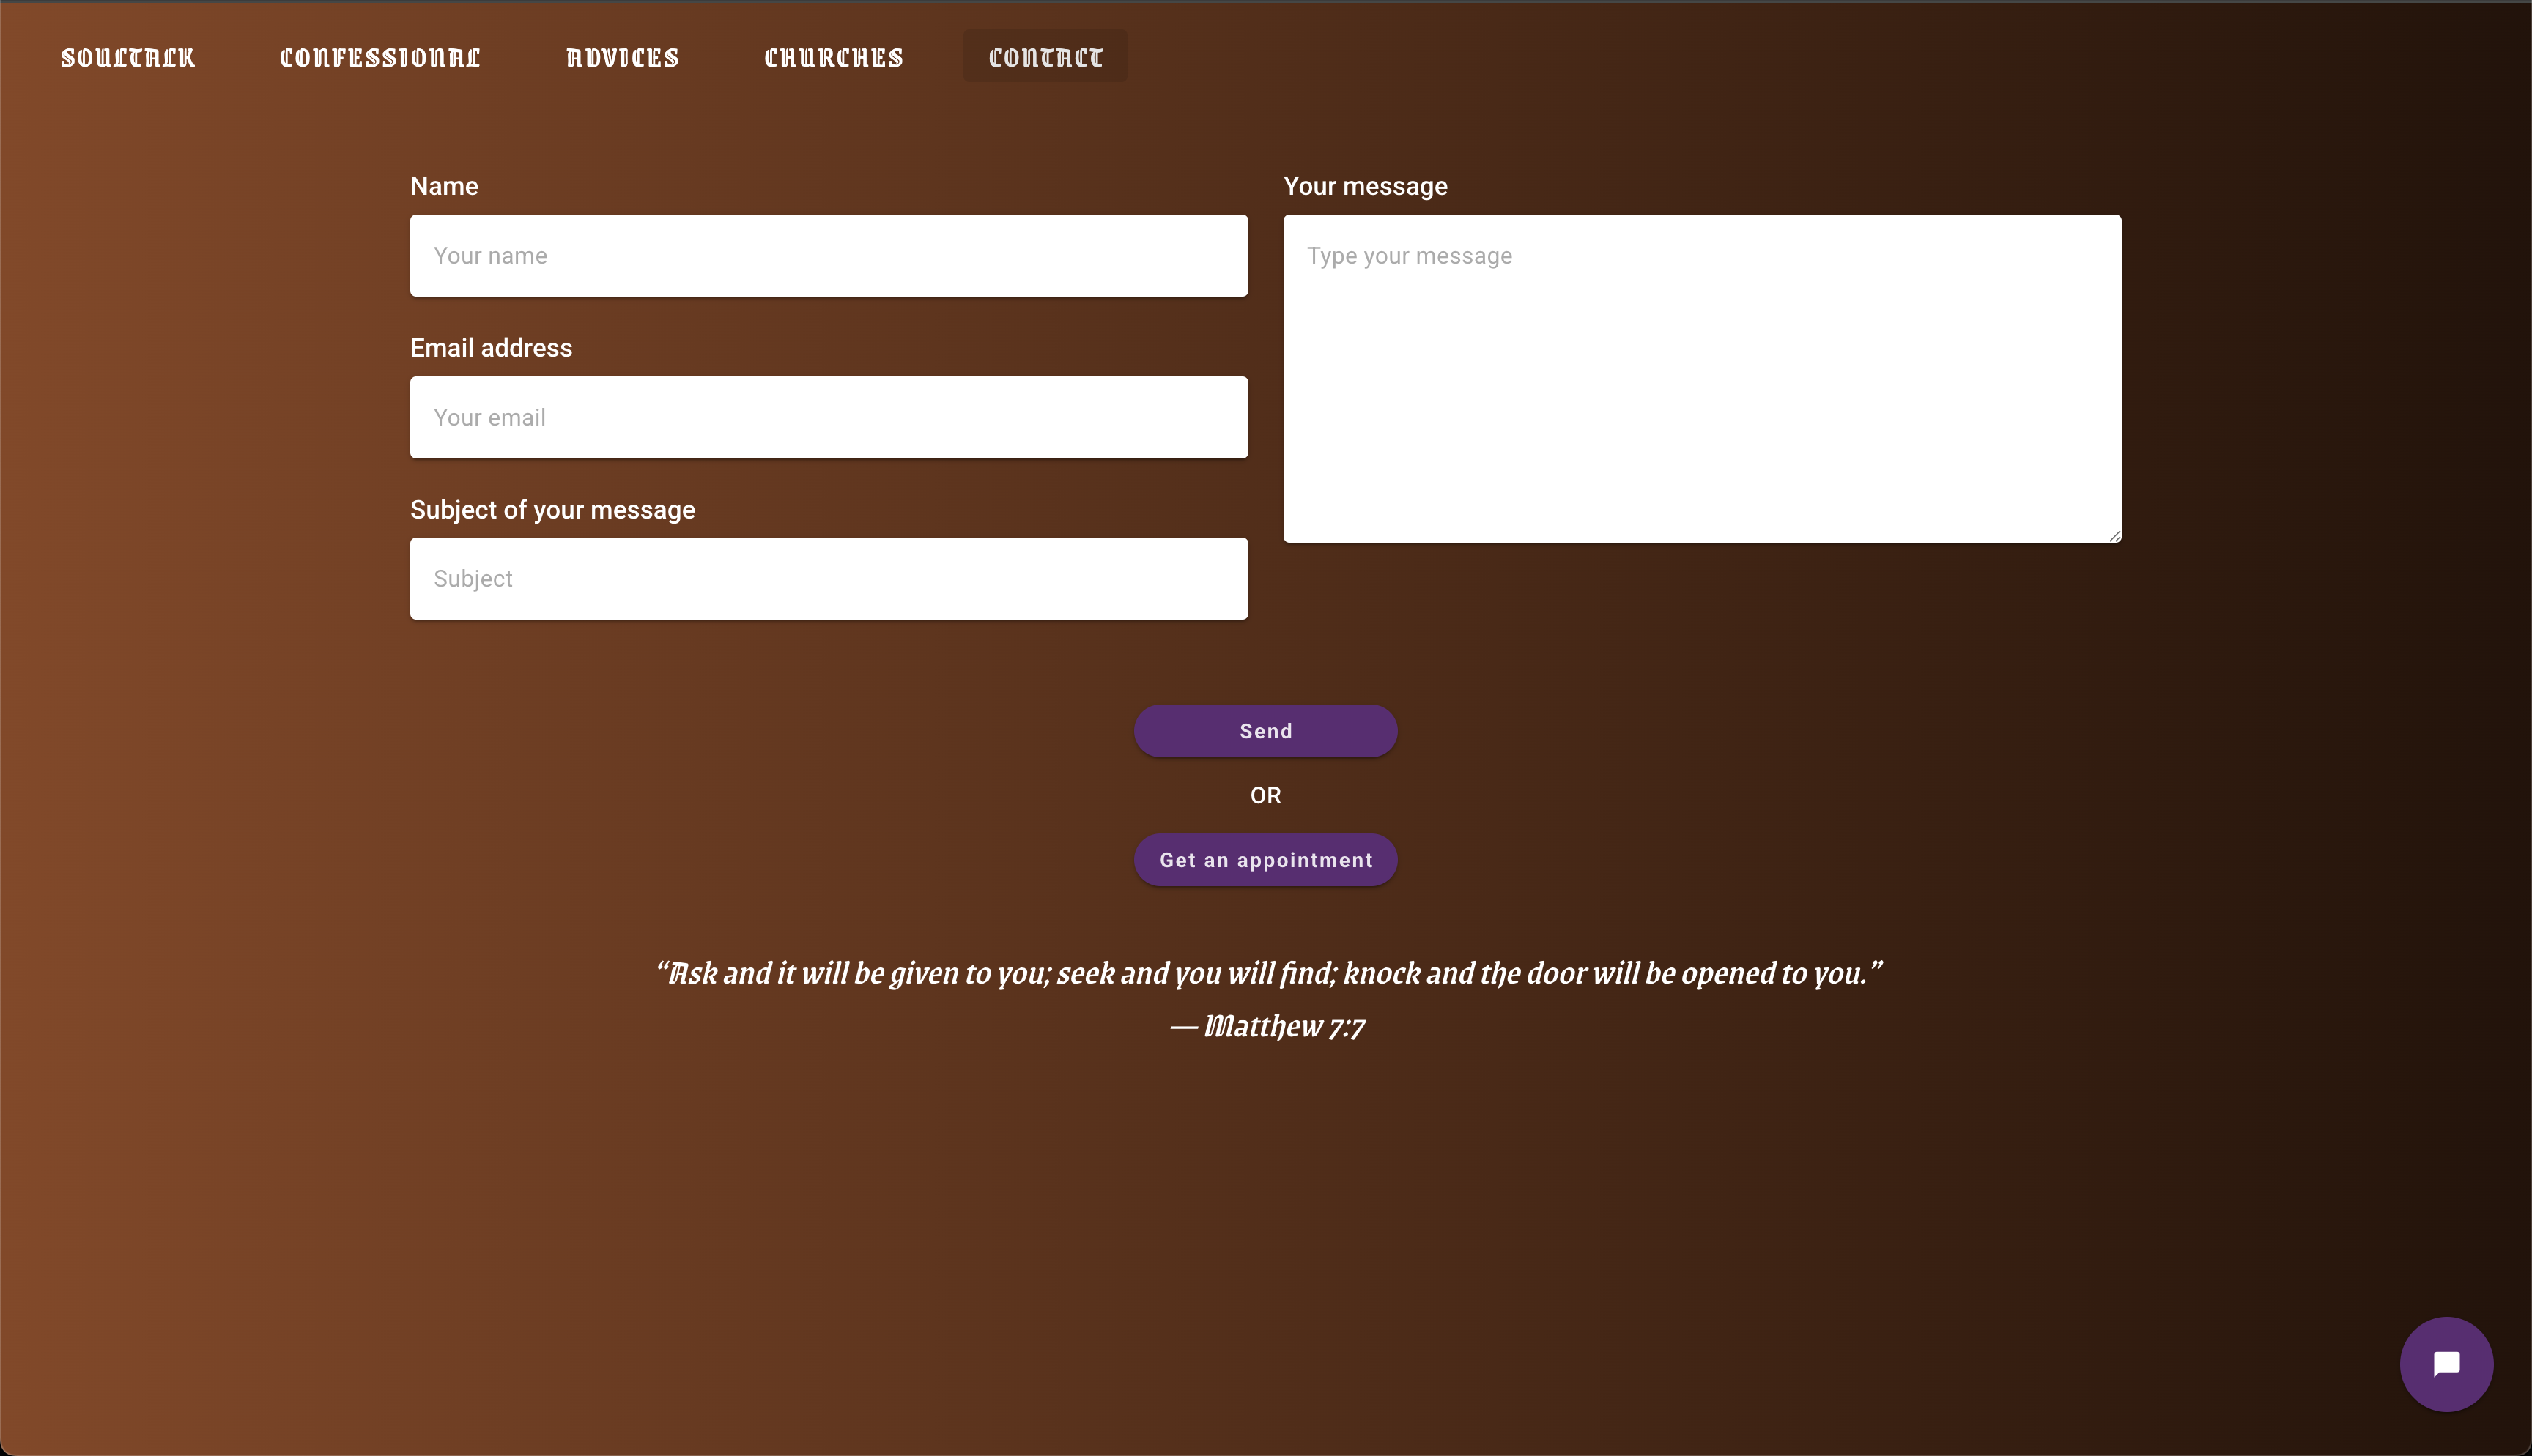 SOULTALK CONFESSIONAL ADVICES CHURCHES CONTACT
Name
Your name
Email address
Your email
Subject of your message
Subject
Your message
Type your message
Send
OR
Get an appointment
“Ask and it will be given to you; seek and you will find; knock and the door will be opened to you.”
— Matthew 7:7